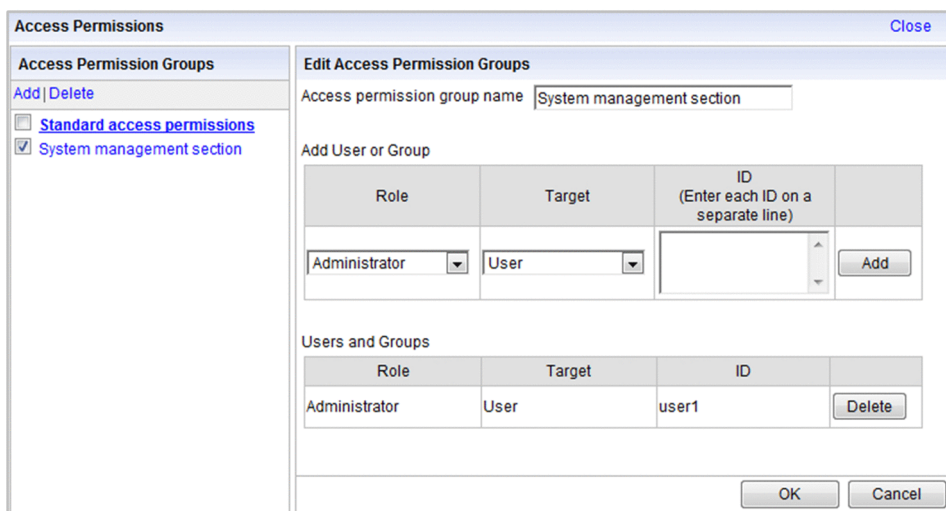 Access Permissions Close
Access Permission Groups
Add | Delete
Standard access permissions
System management section
Edit Access Permission Groups
Access permission group name System management section
Add User or Group
Role Target ID
(Enter each ID on a
separate line)
Administrator User Add
Users and Groups
Role Target ID
Administrator User user1 Delete
OK Cancel